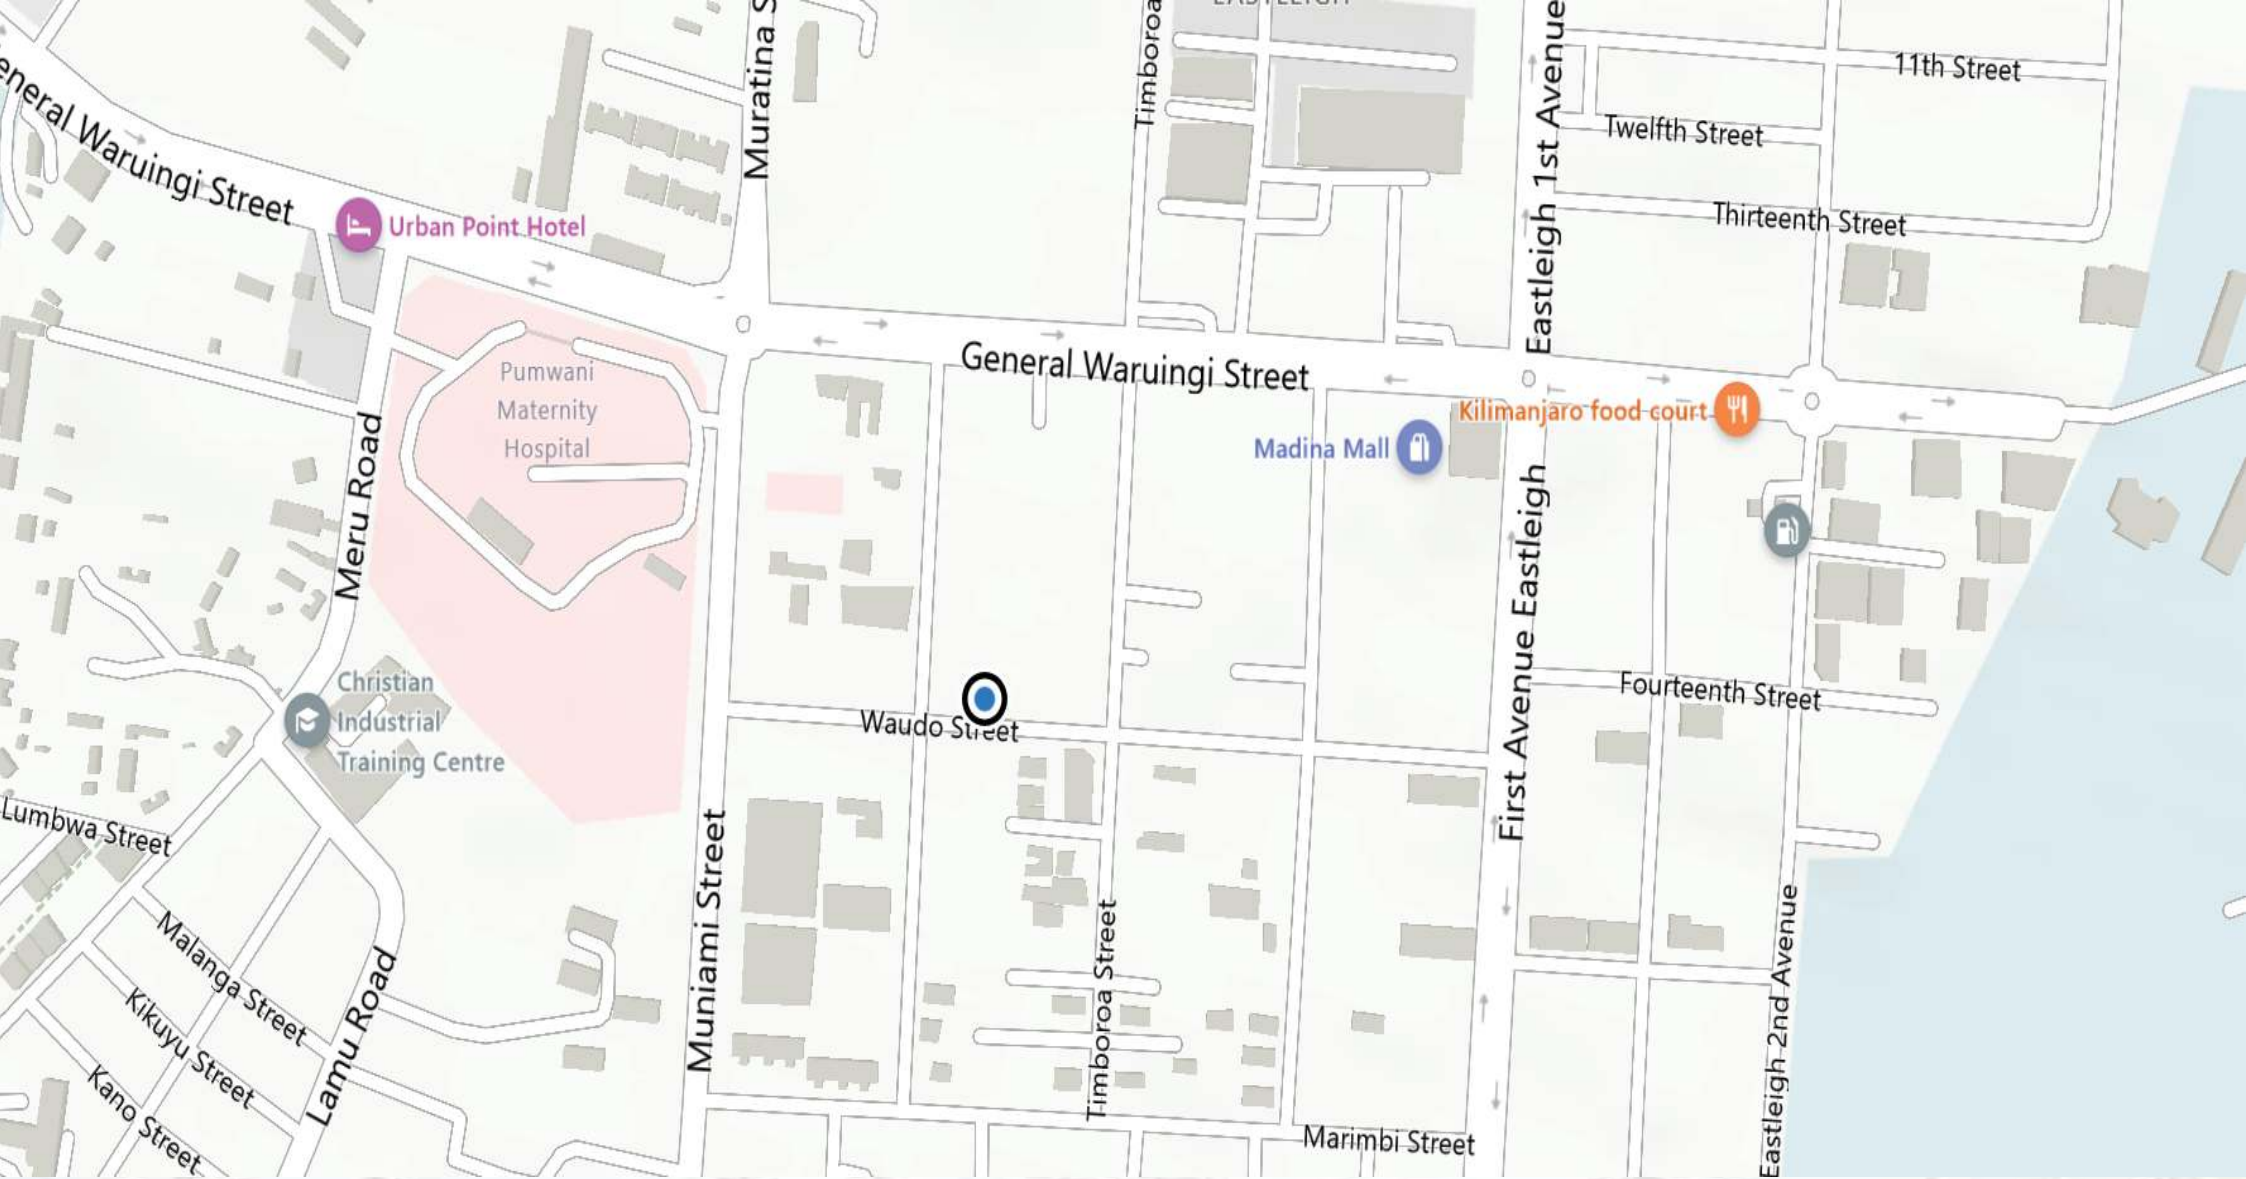 Timboroa
Eastleigh 1st Avenue
Muratina S
11th Street
Twelfth Street
Thirteenth Street
eneral Waruingi Street
Urban Point Hotel
General Waruingi Street
Pumwani
Maternity
Hospital
Kilimanjaro food court
Madina Mall
Meru Road
First Avenue Eastleigh
Christian
Industrial
Training Centre
Waudo Street
Fourteenth Street
Lumbwa Street
Muniami Street
Malanga Street
Kikuyu Street
Kano Street
Lamu Road
Timboroa Street
Eastleigh 2nd Avenue
Marimbi Street